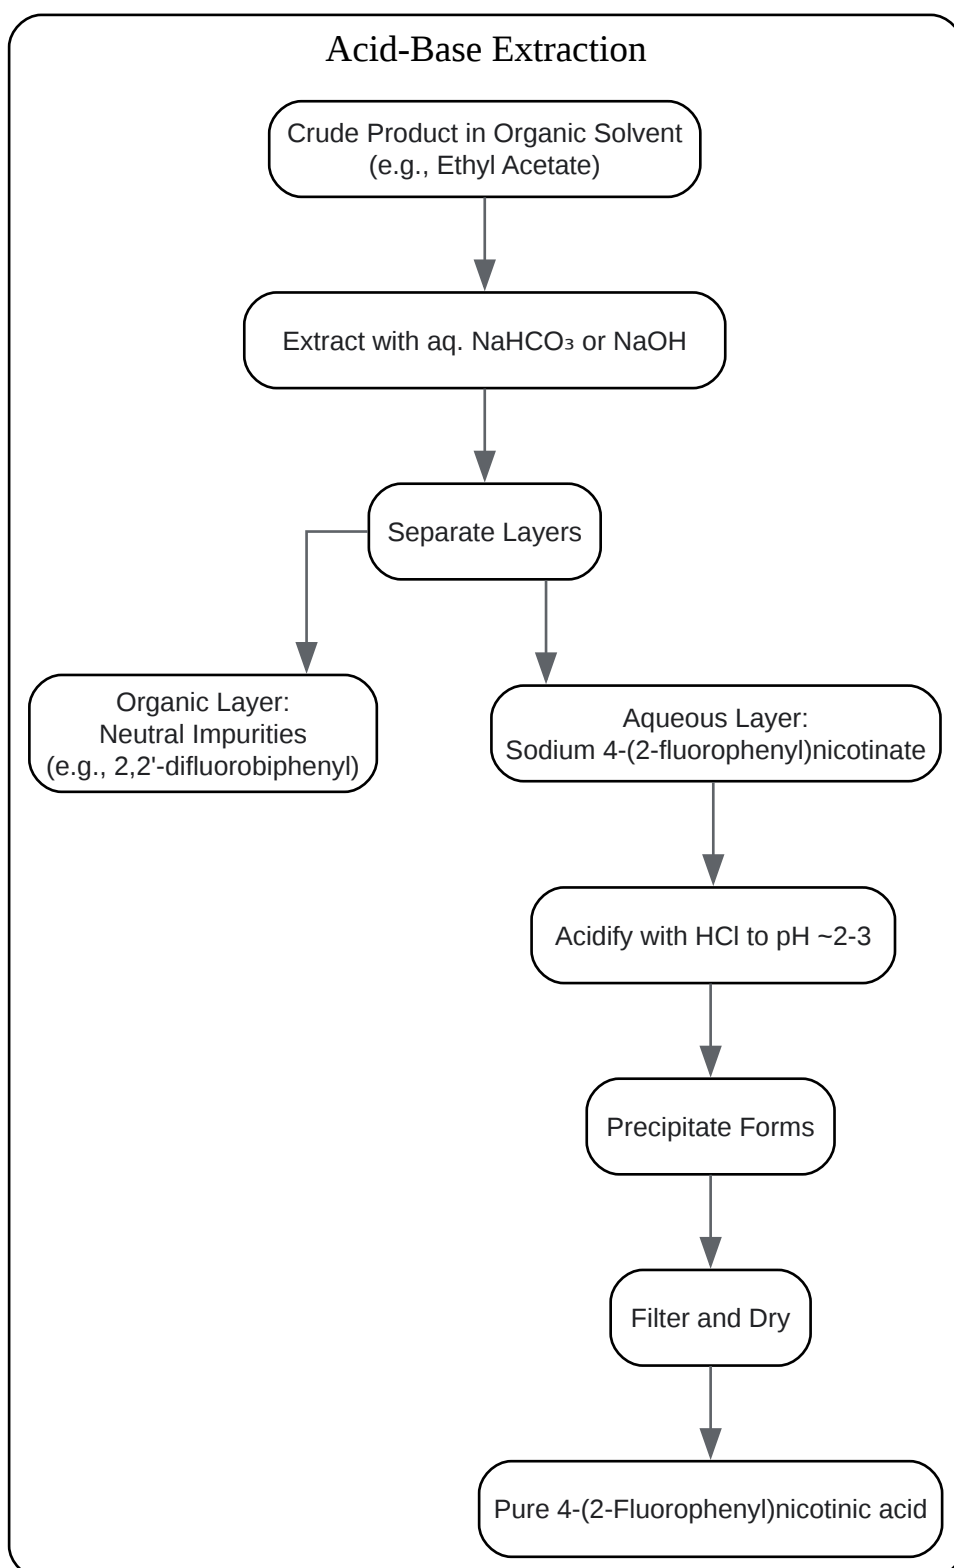 Acid-Base Extraction
Crude Product in Organic Solvent
(e.g., Ethyl Acetate)
Extract with aq. NaHCO₃ or NaOH
Separate Layers
Organic Layer:
Neutral Impurities
(e.g., 2,2'-difluorobiphenyl)
Aqueous Layer:
Sodium 4-(2-fluorophenyl)nicotinate
Acidify with HCl to pH ~2-3
Precipitate Forms
Filter and Dry
Pure 4-(2-Fluorophenyl)nicotinic acid